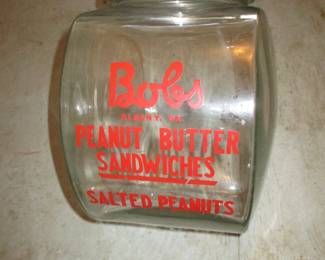 Bobs
ALBANY, GA.
PEANUT BUTTER
SANDWICHES
SALTED PEANUTS